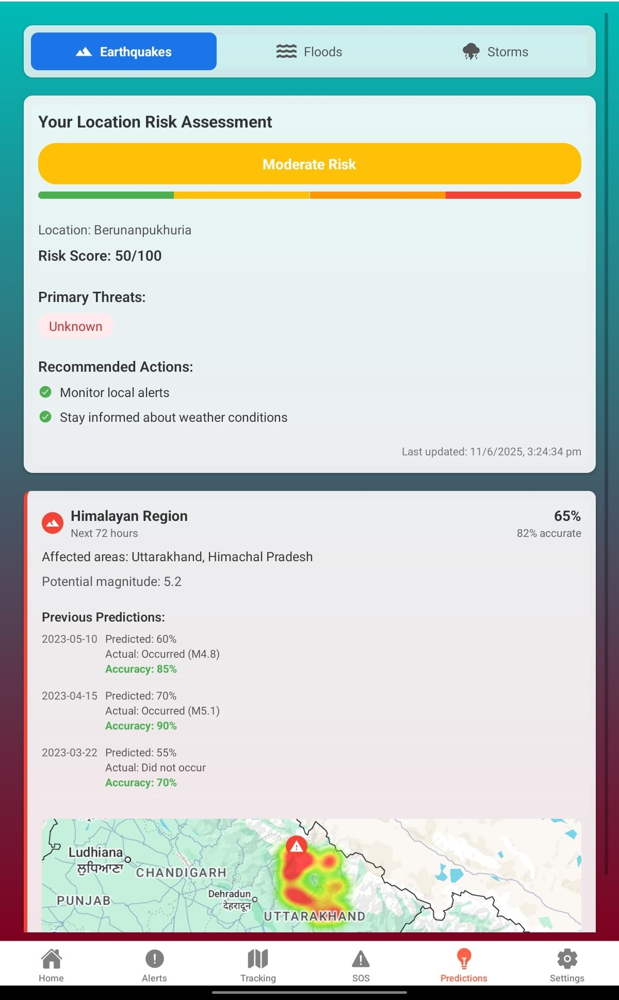 Earthquakes
Floods
Storms
Your Location Risk Assessment
Moderate Risk
Location: Berunanpukhuria
Risk Score: 50/100
Primary Threats:
Unknown
Recommended Actions:
Monitor local alerts
Stay informed about weather conditions
Last updated: 11/6/2025, 3:24:34 pm
Himalayan Region
65%
Next 72 hours
82% accurate
Affected areas: Uttarakhand, Himachal Pradesh
Potential magnitude: 5.2
Previous Predictions:
2023-05-10 Predicted: 60%
Actual: Occurred (M4.8)
Accuracy: 85%
2023-04-15 Predicted: 70%
Actual: Occurred (M5.1)
Accuracy: 90%
2023-03-22 Predicted: 55%
Actual: Did not occur
Accuracy: 70%
Ludhiana
ਲੁਧਿਆਣਾ
CHANDIGARH
Dehradun
देहरादून
PUNJAB
UTTARAKHAND
Home
Alerts
Tracking
SOS
Predictions
Settings